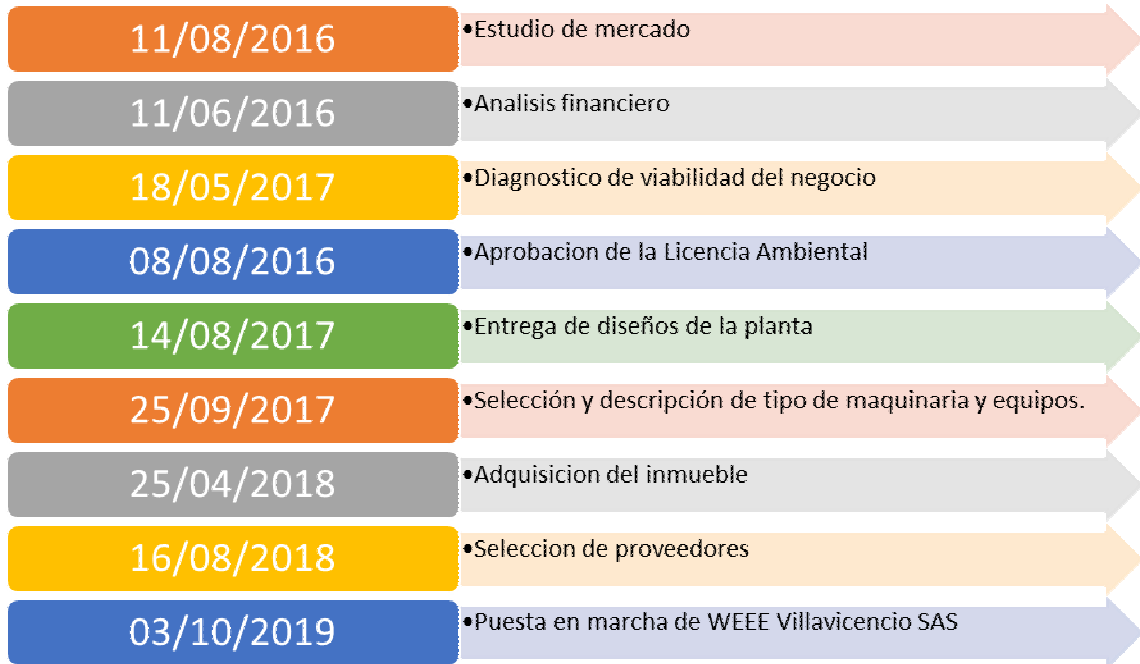 11/08/2016 •Estudio de mercado
11/06/2016 •Analisis financiero
18/05/2017 •Diagnostico de viabilidad del negocio
08/08/2016 •Aprobacion de la Licencia Ambiental
14/08/2017 •Entrega de diseños de la planta
25/09/2017 •Selección y descripción de tipo de maquinaria y equipos.
25/04/2018 •Adquisicion del inmueble
16/08/2018 •Seleccion de proveedores
03/10/2019 •Puesta en marcha de WEEE Villavicencio SAS